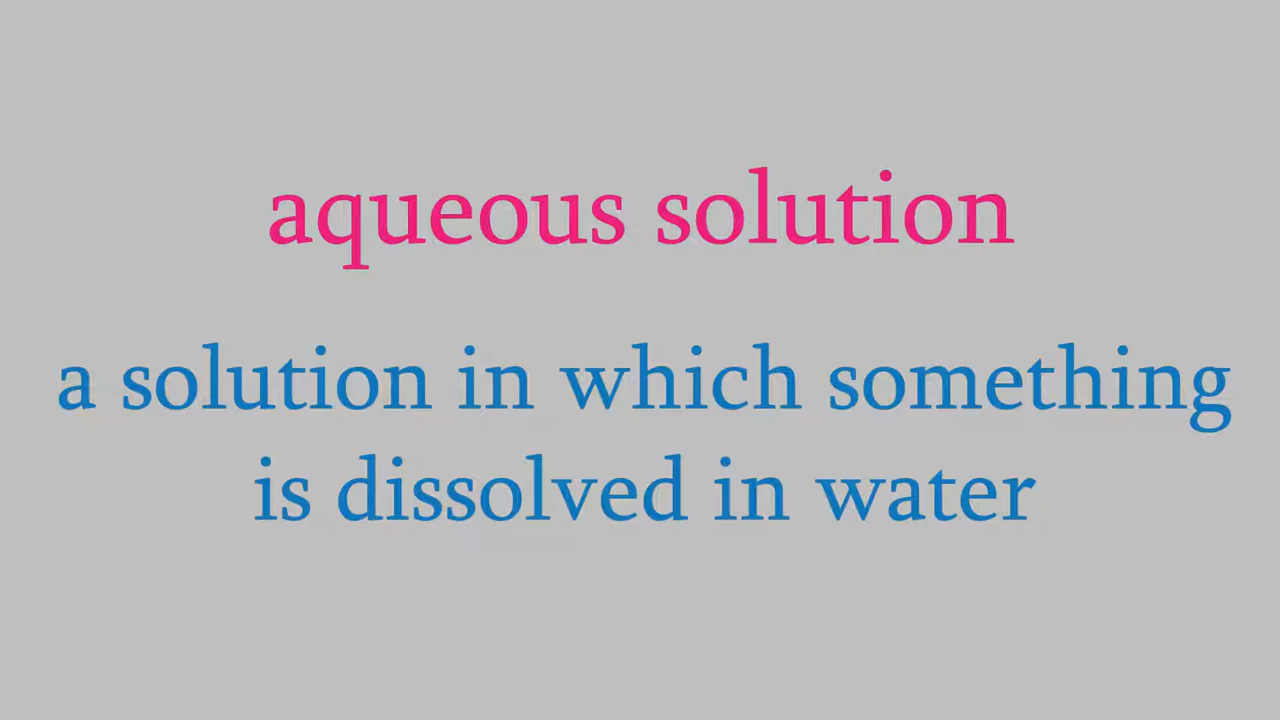 aqueous solution
a solution in which something
is dissolved in water